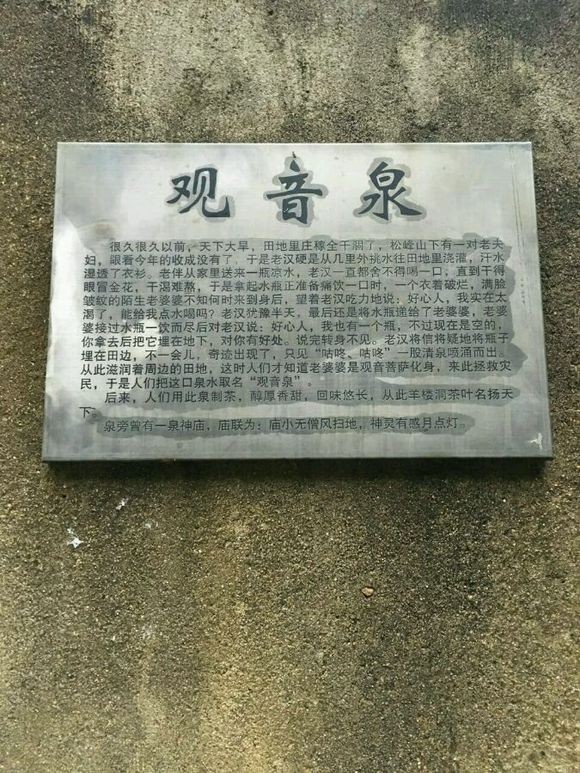 观音泉
很久很久以前，天下大旱，田地里庄稼全干涸了，松峰山下有一对老夫
妇，眼看今年的收成没有了，于是老汉硬是从几里外挑水往田地里浇灌，汗水
湿透了衣衫。老伴从家里送来一瓶凉水，老汉一直都舍不得喝一口，直到干得
眼冒金花，干渴难熬，于是拿起水瓶正准备痛饮一口时，一个衣着破烂，满脸
皱纹的陌生老婆婆不知何时来到身后，望着老汉吃力地说：好心人，我实在太
渴了，能给我点水喝吗？老汉犹豫半天，最后还是将水瓶递给了老婆婆，老婆
婆接过水瓶一饮而尽后对老汉说：好心人，我也有一个瓶，不过现在是空的，
你拿去后把它埋在地下，对你有好处。说完转身不见。老汉将信将疑地将瓶子
埋在田边，不一会儿，奇迹出现了，只见“咕咚、咕咚”一股清泉喷涌而出。
从此滋润着周边的田地，这时人们才知道老婆婆是观音菩萨化身，来此拯救灾
民，于是人们把这口泉水取名“观音泉”。
后来，人们用此泉制茶，醇厚香甜，回味悠长，从此羊楼洞茶叶名扬天
下。
泉旁曾有一泉神庙，庙联为：庙小无僧风扫地，神灵有感月点灯。